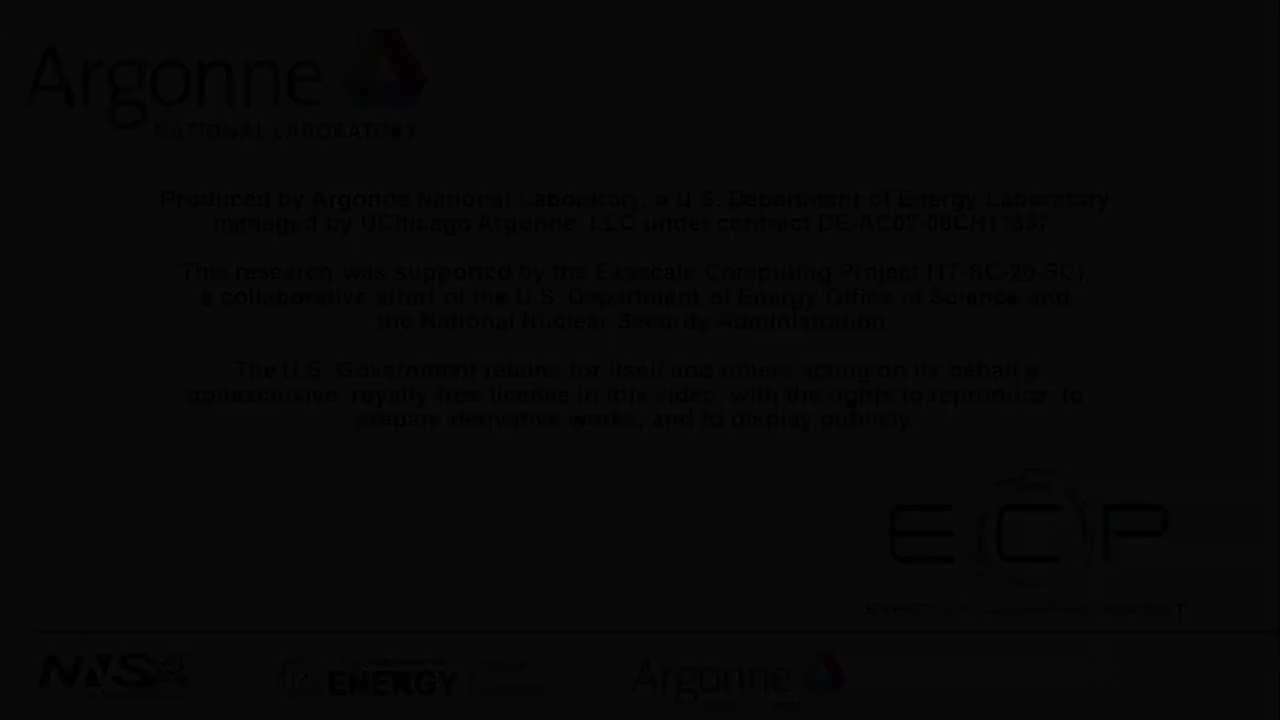 Argonne
NATIONAL LABORATORY
Produced by Argonne National Laboratory, a U.S. Department of Energy Laboratory
managed by UChicago Argonne, LLC under contract DE-AC02-06CH11357.
This research was supported by the Exascale Computing Project (17-SC-20-SC)
a collaborative effort of the U.S. Department of Energy Office of Science and
the National Nuclear Security Administration
The U.S. Government retains for itself and others acting on its behalf a
nonexclusive, royalty-free license in this video, with the rights to reproduce, to
prepare derivative works, and to display publicly.
ECP
NNSA
ENERGY
Argonne